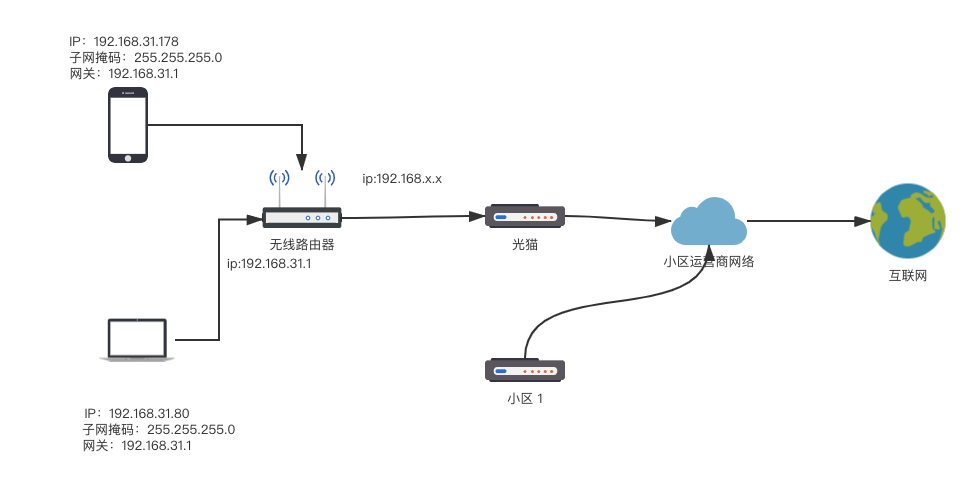 IP：192.168.31.178
子网掩码：255.255.255.0
网关：192.168.31.1
ip:192.168.x.x
无线路由器
ip:192.168.31.1
光猫
小区运营商网络
互联网
小区 1
IP：192.168.31.80
子网掩码：255.255.255.0
网关：192.168.31.1